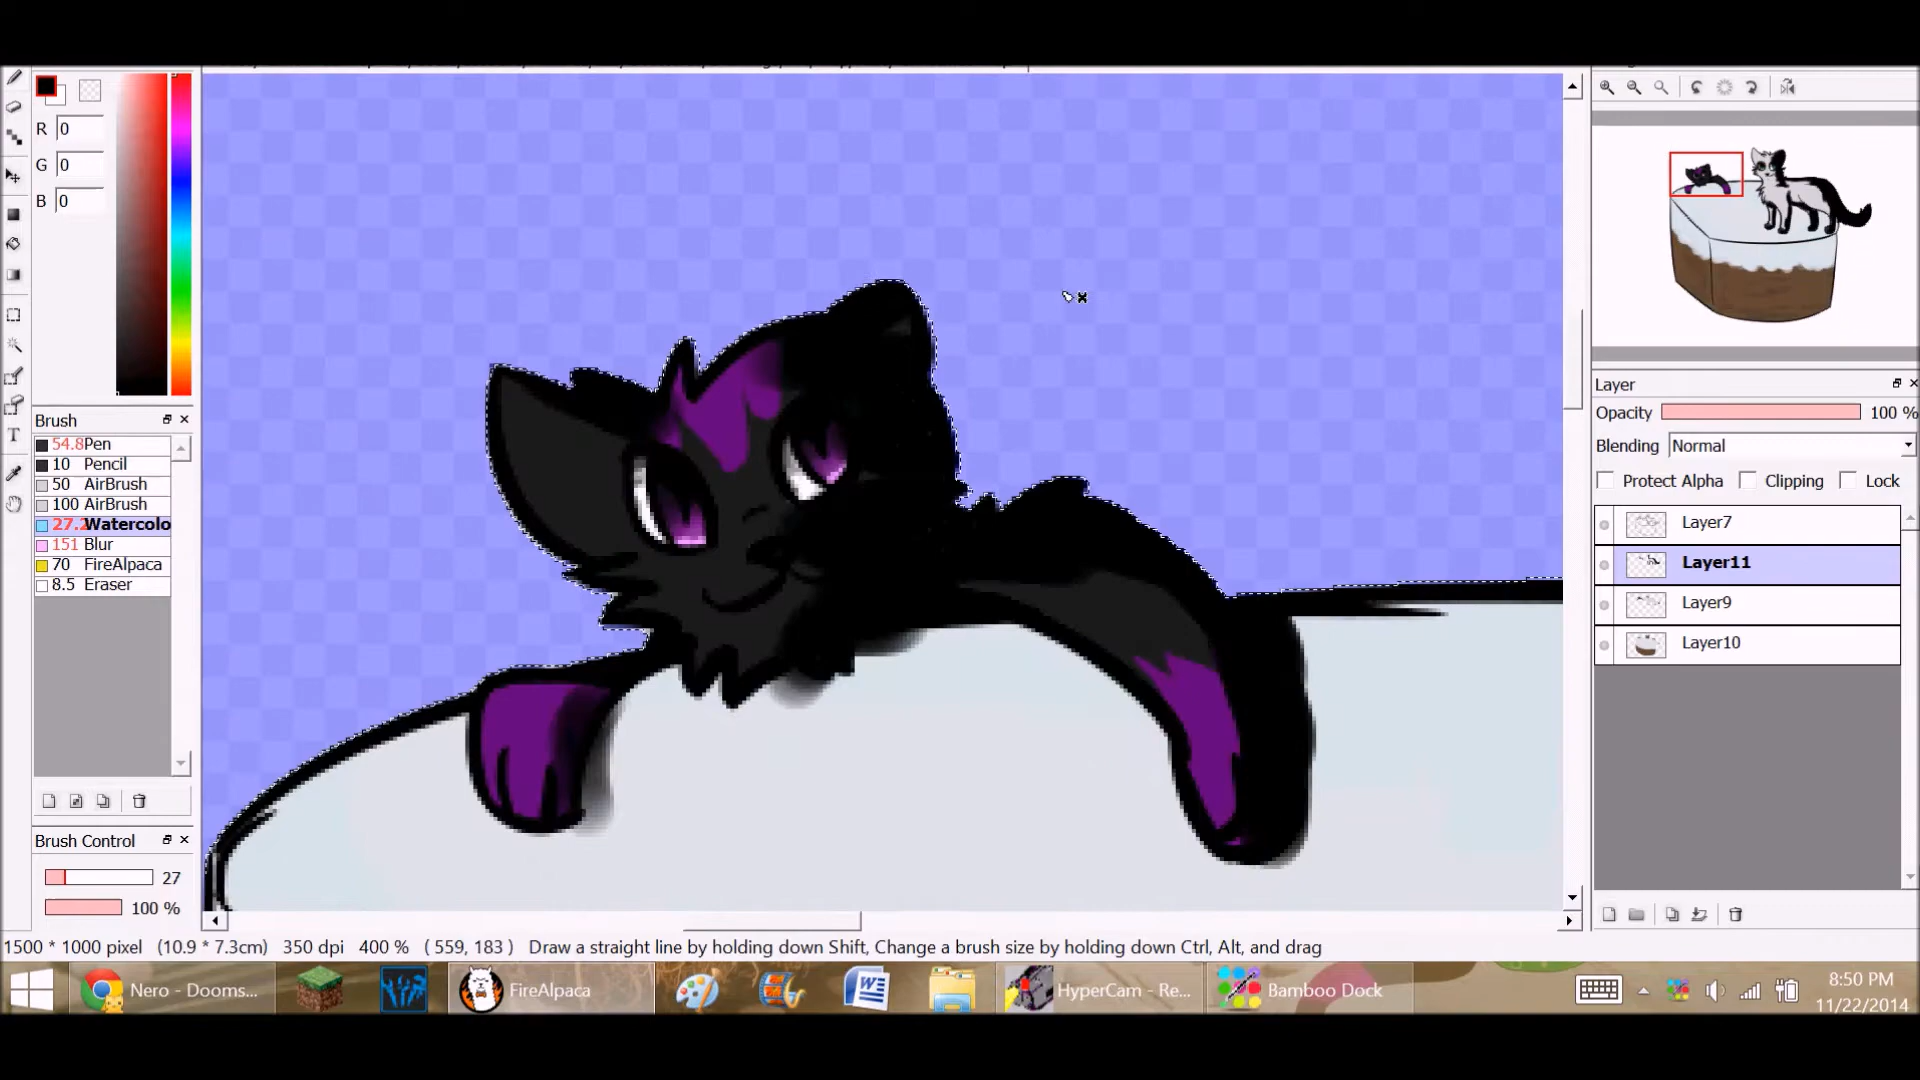 R 0
G 0
B 0
Brush
54.8 Pen
10 Pencil
50 AirBrush
100 AirBrush
27.2 Watercolo
151 Blur
70 FireAlpaca
8.5 Eraser
Brush Control
27
100 %
Layer
Opacity 100 %
Blending Normal
Protect Alpha Clipping Lock
Layer7
Layer11
Layer9
Layer10
1500 * 1000 pixel (10.9 * 7.3cm) 350 dpi 400 % ( 559, 183 ) Draw a straight line by holding down Shift, Change a brush size by holding down Ctrl, Alt, and drag
Nero - Dooms... FireAlpaca HyperCam - Re... Bamboo Dock
8:50 PM
11/22/2014